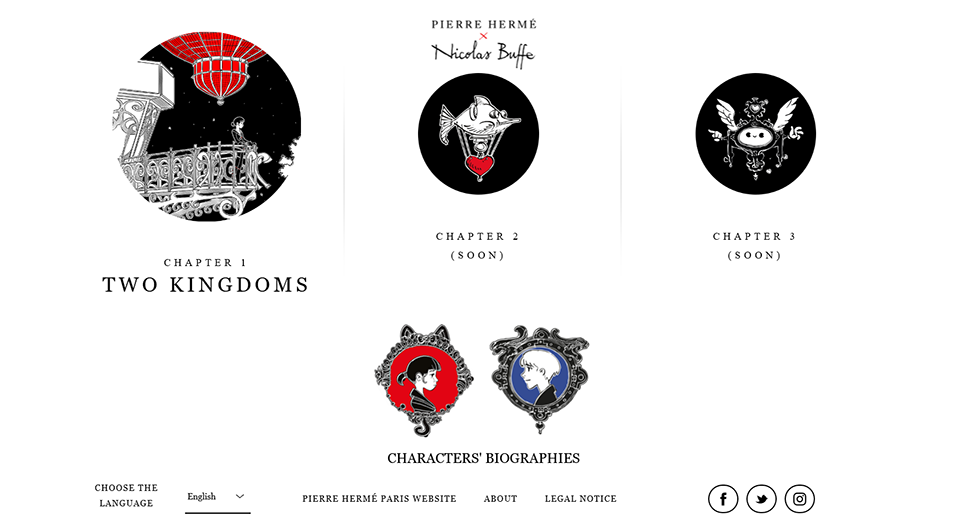 PIERRE HERMÉ
×
Nicolas Buffe
CHAPTER 1
TWO KINGDOMS
CHAPTER 2
(SOON)
CHAPTER 3
(SOON)
CHARACTERS' BIOGRAPHIES
CHOOSE THE
LANGUAGE
English
PIERRE HERMÉ PARIS WEBSITE
ABOUT
LEGAL NOTICE